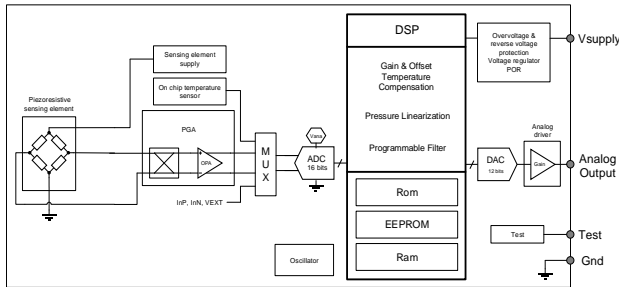 Sensing element
supply
On chip temperature
sensor
Piezoresistive
sensing element
PGA
OPA
M
U
X
InP, InN, VEXT
Vana
ADC
16 bits
Oscillator
DSP
Gain & Offset
Temperature
Compensation
Pressure Linearization
Programmable Filter
Rom
EEPROM
Ram
Overvoltage &
reverse voltage
protection
Voltage regulator
POR
Vsupply
DAC
12 bits
Analog
driver
Gain
Analog
Output
Test
Test
Gnd